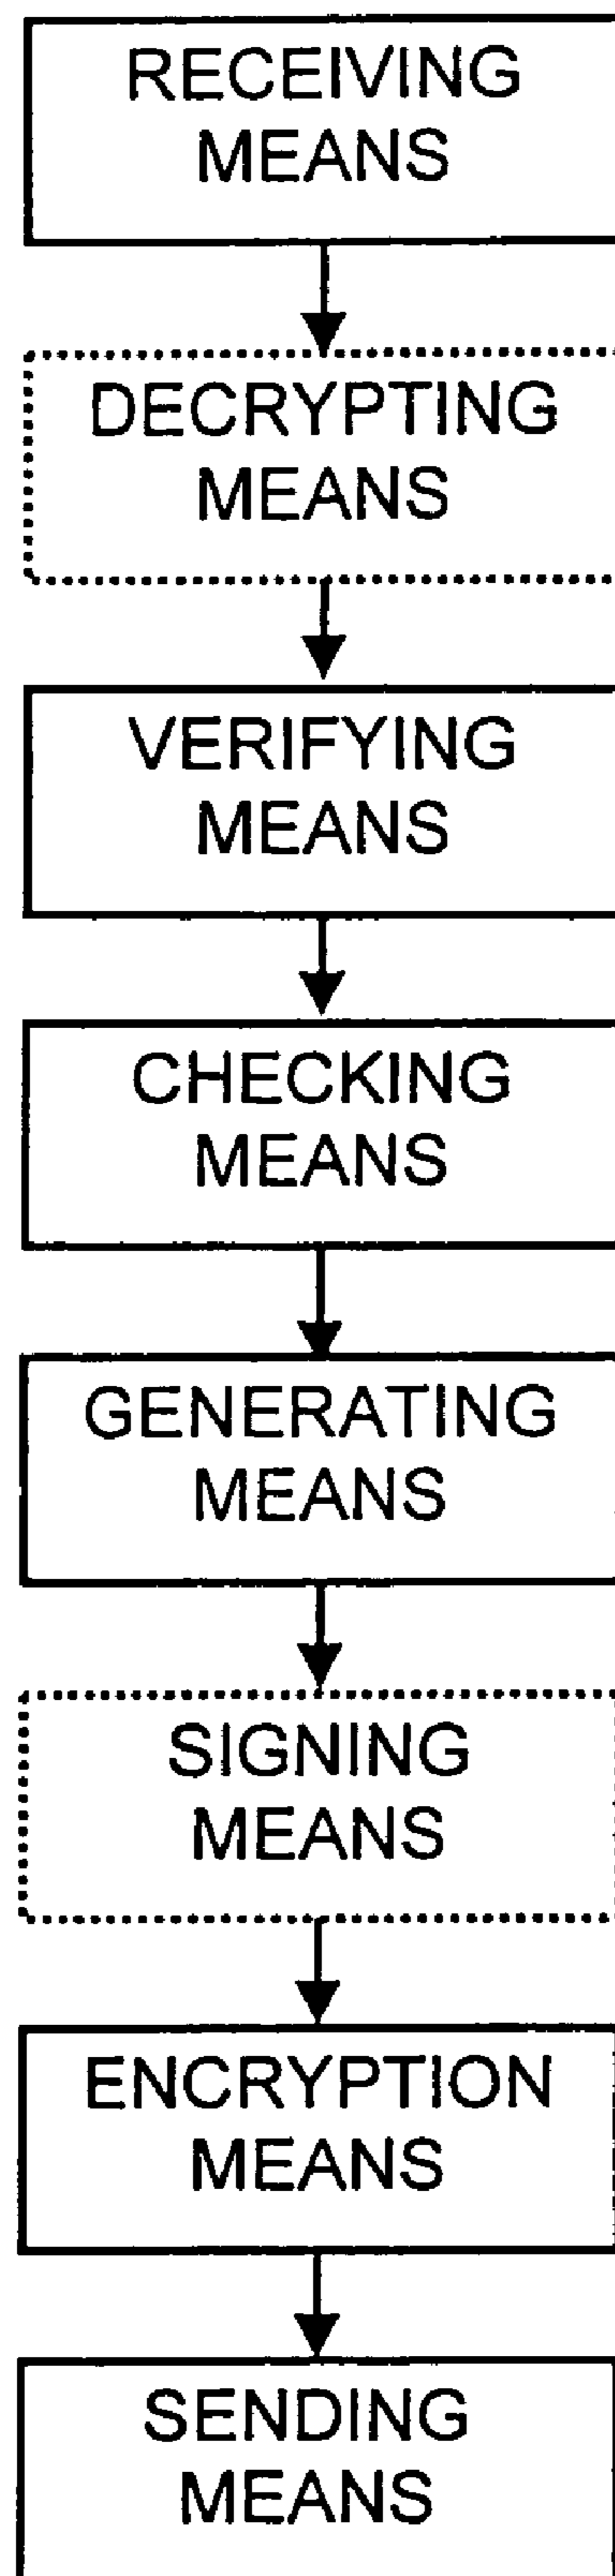 RECEIVING
MEANS
DECRYPTING
MEANS
VERIFYING
MEANS
CHECKING
MEANS
GENERATING
MEANS
SIGNING
MEANS
ENCRYPTION
MEANS
SENDING
MEANS